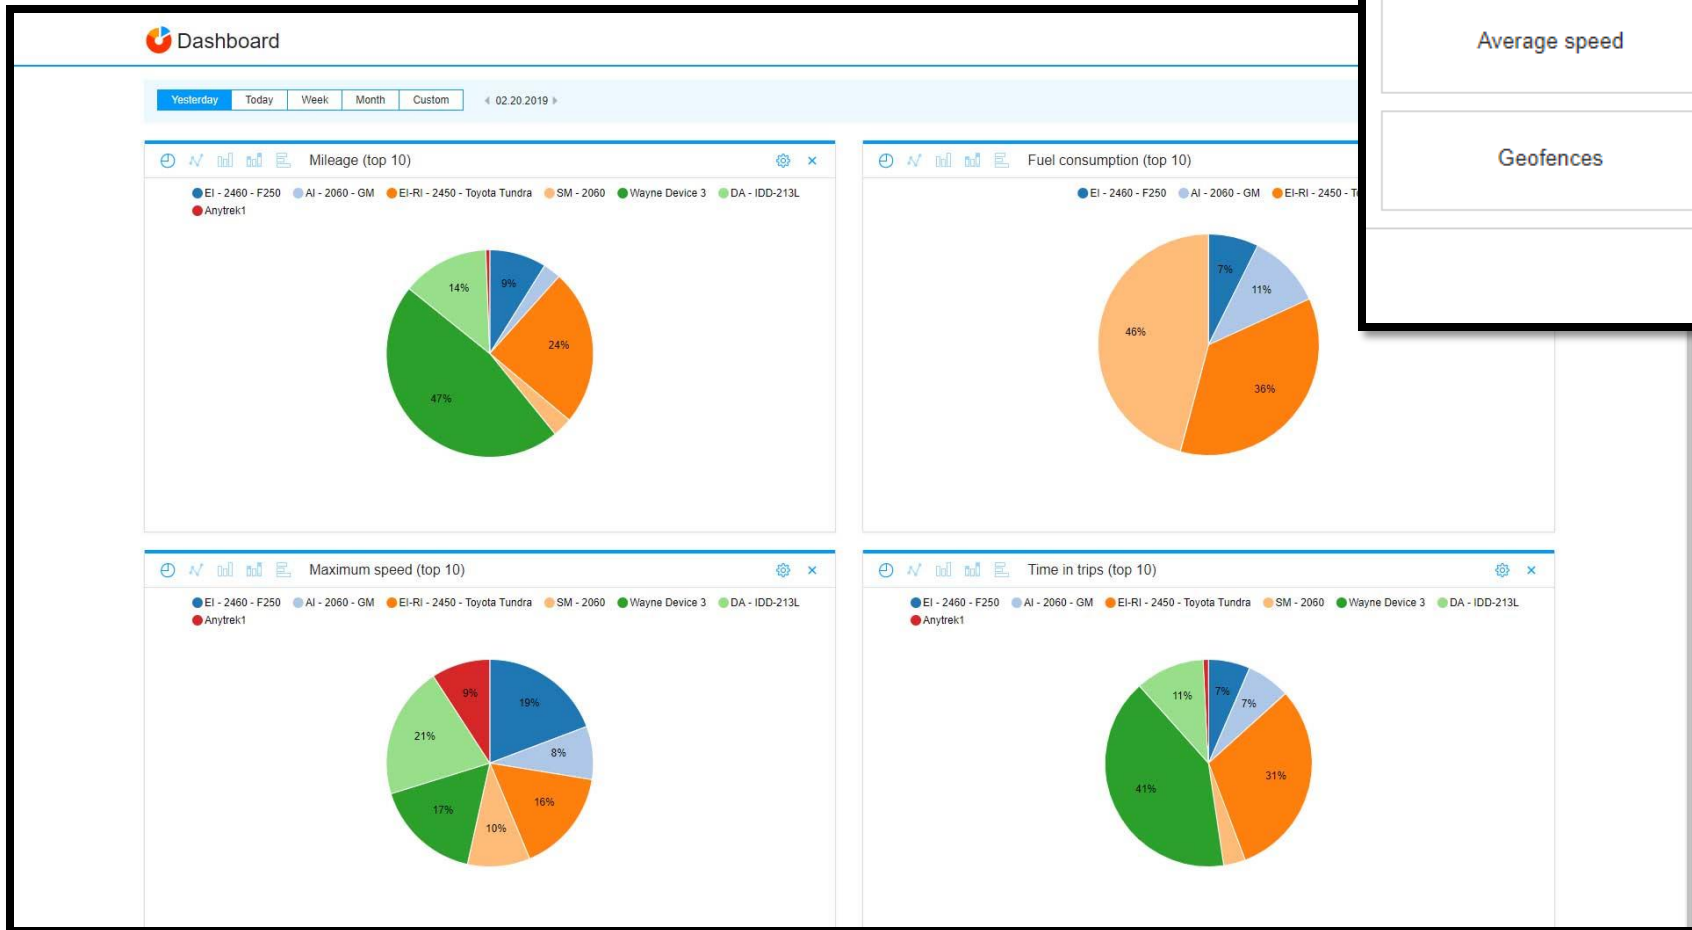 Dashboard
Average speed
Geofences
Yesterday Today Week Month Custom 02.20.2019
Mileage (top 10)
EI - 2460 - F250 AI - 2060 - GM EI-RI - 2450 - Toyota Tundra SM - 2060 Wayne Device 3 DA - IDD-213L
Anytrek1
14%
9%
24%
47%
Fuel consumption (top 10)
EI - 2460 - F250 AI - 2060 - GM EI-RI - 2450 - T
7%
11%
46%
36%
Maximum speed (top 10)
EI - 2460 - F250 AI - 2060 - GM EI-RI - 2450 - Toyota Tundra SM - 2060 Wayne Device 3 DA - IDD-213L
Anytrek1
9%
19%
21%
8%
17%
16%
10%
Time in trips (top 10)
EI - 2460 - F250 AI - 2060 - GM EI-RI - 2450 - Toyota Tundra SM - 2060 Wayne Device 3 DA - IDD-213L
Anytrek1
11%
7%
7%
31%
41%